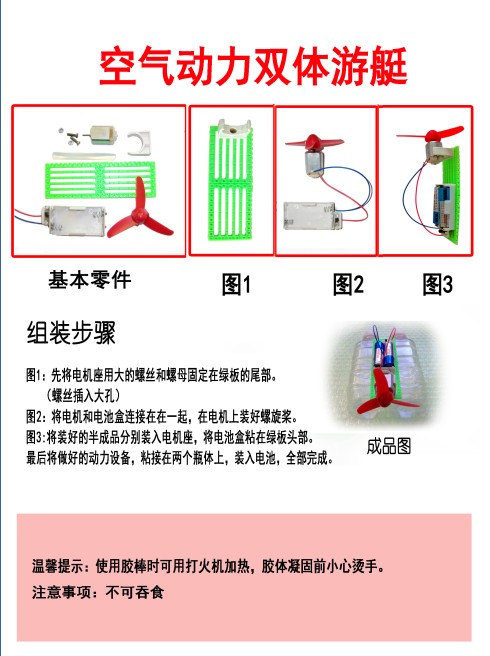 空气动力双体游艇
基本零件
图1
图2
图3
组装步骤
图1：先将电机座用大的螺丝和螺母固定在绿板的尾部。
（螺丝插入大孔）
图2：将电机和电池盒连接在在一起，在电机上装好螺旋桨。
图3:将装好的半成品分别装入电机座，将电池盒粘在绿板头部。
最后将做好的动力设备，粘接在两个瓶体上，装入电池，全部完成。
成品图
温馨提示：使用胶棒时可用打火机加热，胶体凝固前小心烫手。
注意事项：不可吞食